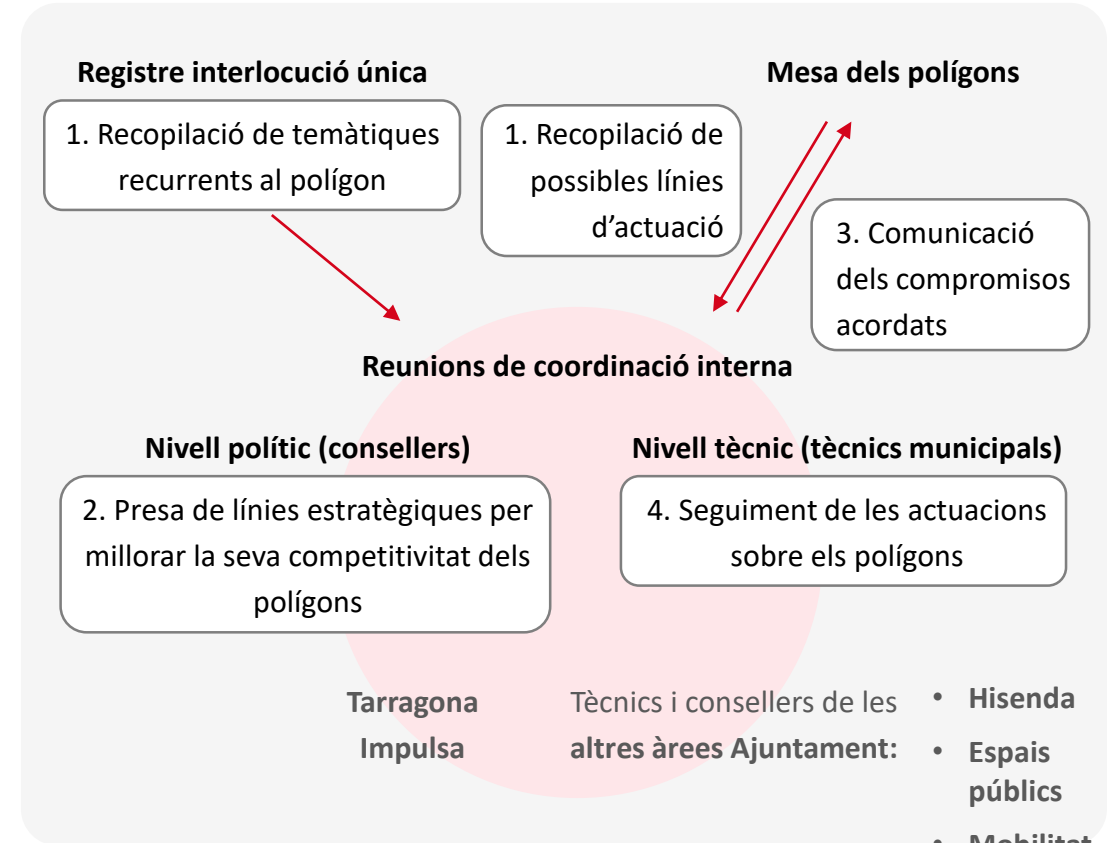 Registre interlocució única
Mesa dels polígons
1. Recopilació de temàtiques
recurrents al polígon
1. Recopilació de
possibles línies
d'actuació
3. Comunicació
dels compromisos
acordats
Reunions de coordinació interna
Nivell polític (consellers)
Nivell tècnic (tècnics municipals)
2. Presa de línies estratègiques per
millorar la seva competitivitat dels
polígons
4. Seguiment de les actuacions
sobre els polígons
Tarragona
Impulsa
Tècnics i consellers de les
altres àrees Ajuntament:
• Hisenda
• Espais
públics
• Mobilitat